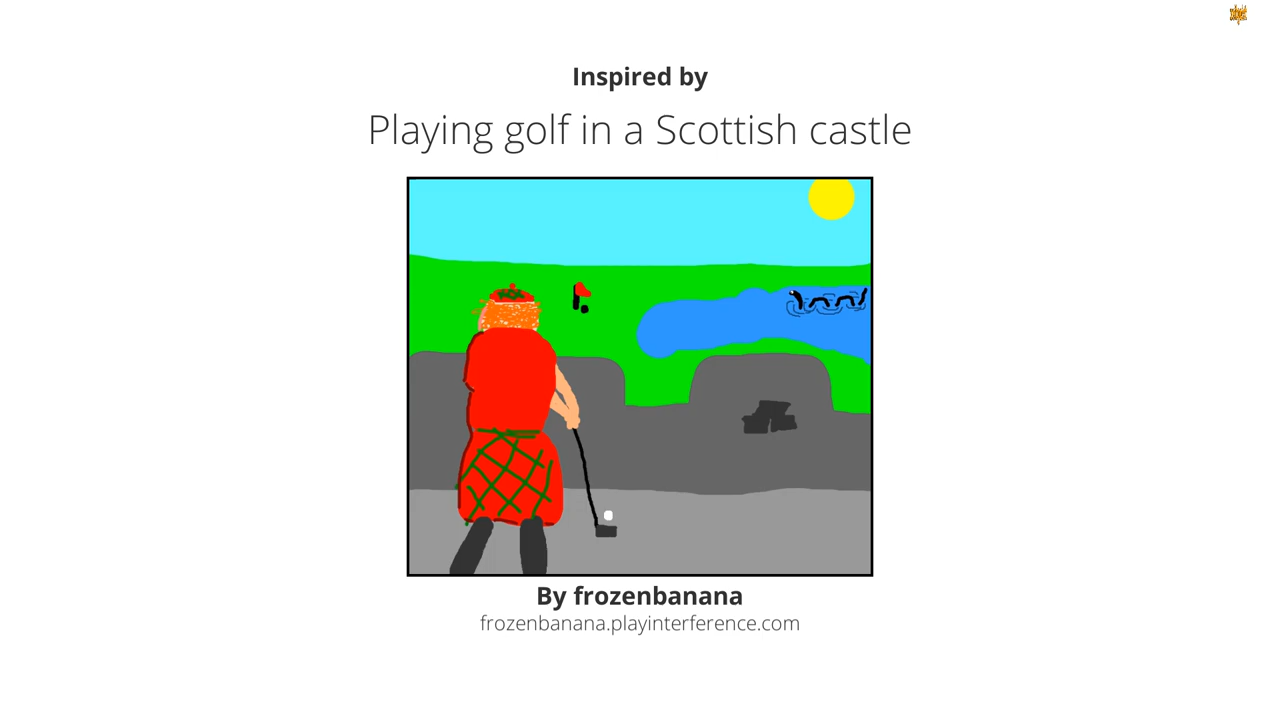 Inspired by
Playing golf in a Scottish castle
By frozenbanana
frozenbanana.playinterference.com